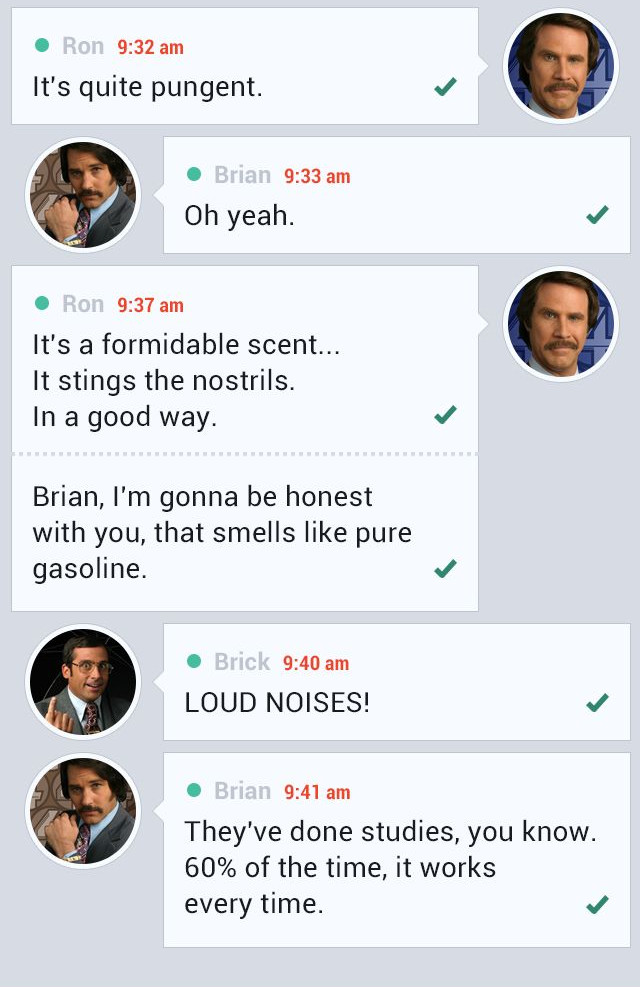 Ron 9:32 am
It's quite pungent.
Brian 9:33 am
Oh yeah.
Ron 9:37 am
It's a formidable scent...
It stings the nostrils.
In a good way.
Brian, I'm gonna be honest
with you, that smells like pure
gasoline.
Brick 9:40 am
LOUD NOISES!
Brian 9:41 am
They've done studies, you know.
60% of the time, it works
every time.